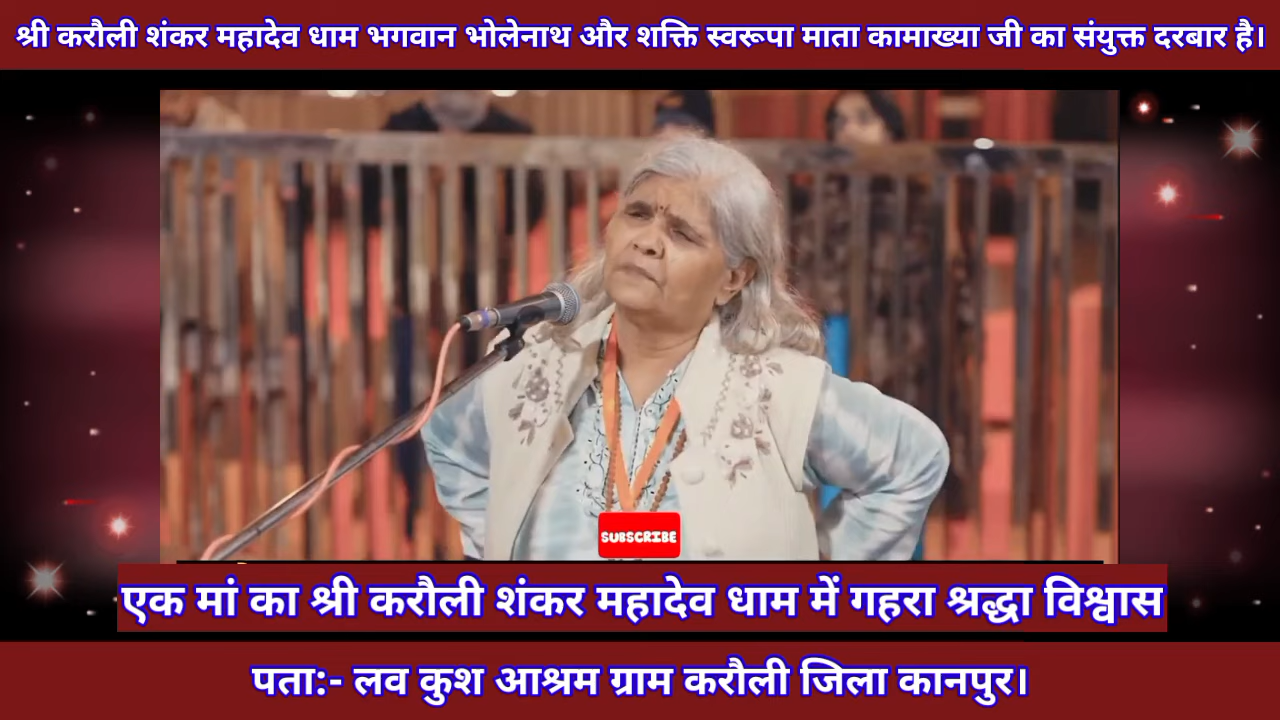 श्री करौली शंकर महादेव धाम भगवान भोलेनाथ और शक्ति स्वरूपा माता कामाख्या जी का संयुक्त दरबार है।
SUBSCRIBE
एक मां का श्री करौली शंकर महादेव धाम में गहरा श्रद्धा विश्वास
पता:- लव कुश आश्रम ग्राम करौली जिला कानपुर।